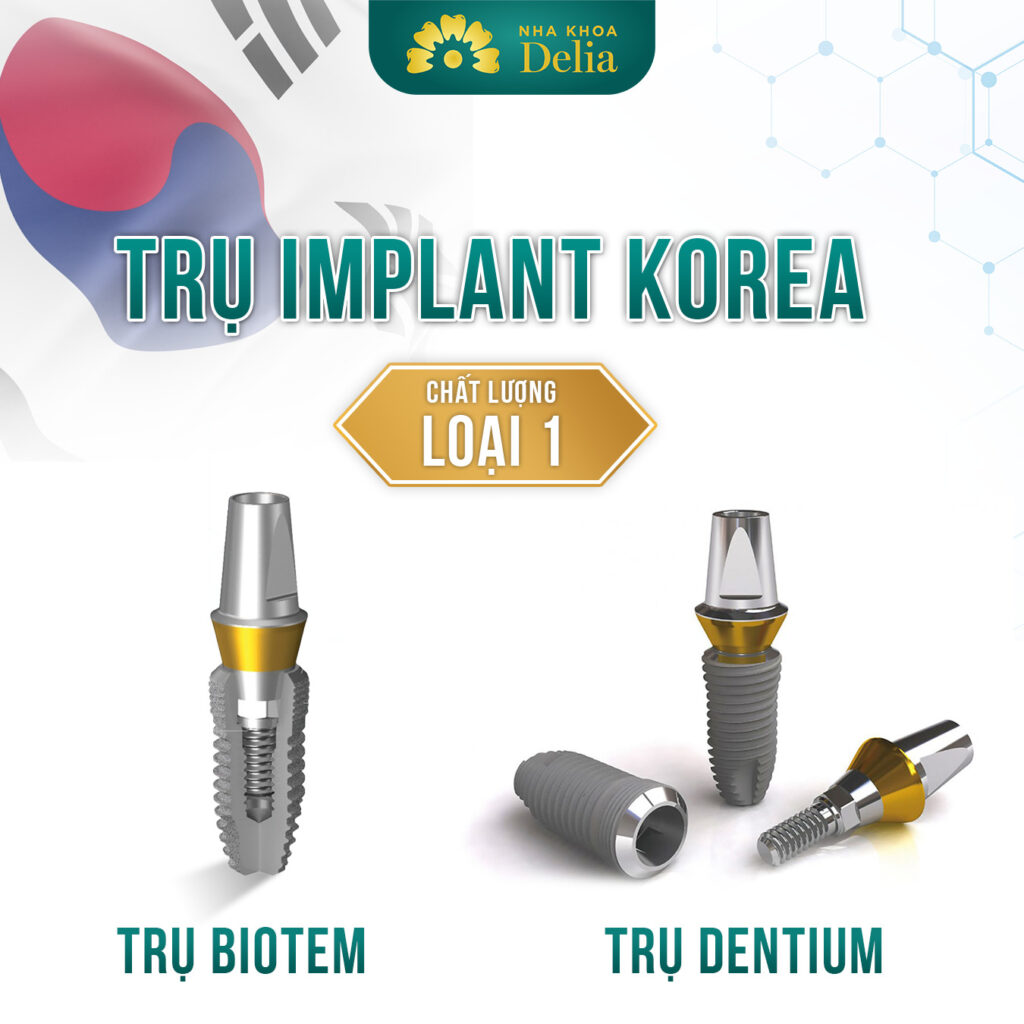 NHA KHOA
Delia
TRỤ IMPLANT KOREA
CHẤT LƯỢNG
LOẠI 1
TRỤ BIOTEM
TRỤ DENTIUM